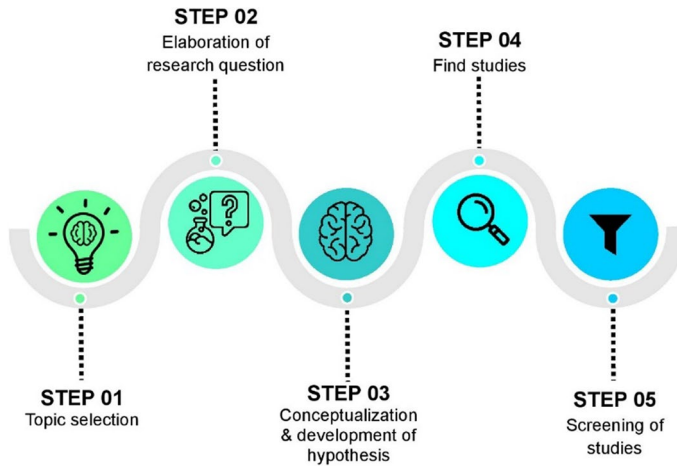 STEP 01
Topic selection
STEP 02
Elaboration of
research question
?
STEP 03
Conceptualization
& development of
hypothesis
STEP 04
Find studies
STEP 05
Screening of
studies